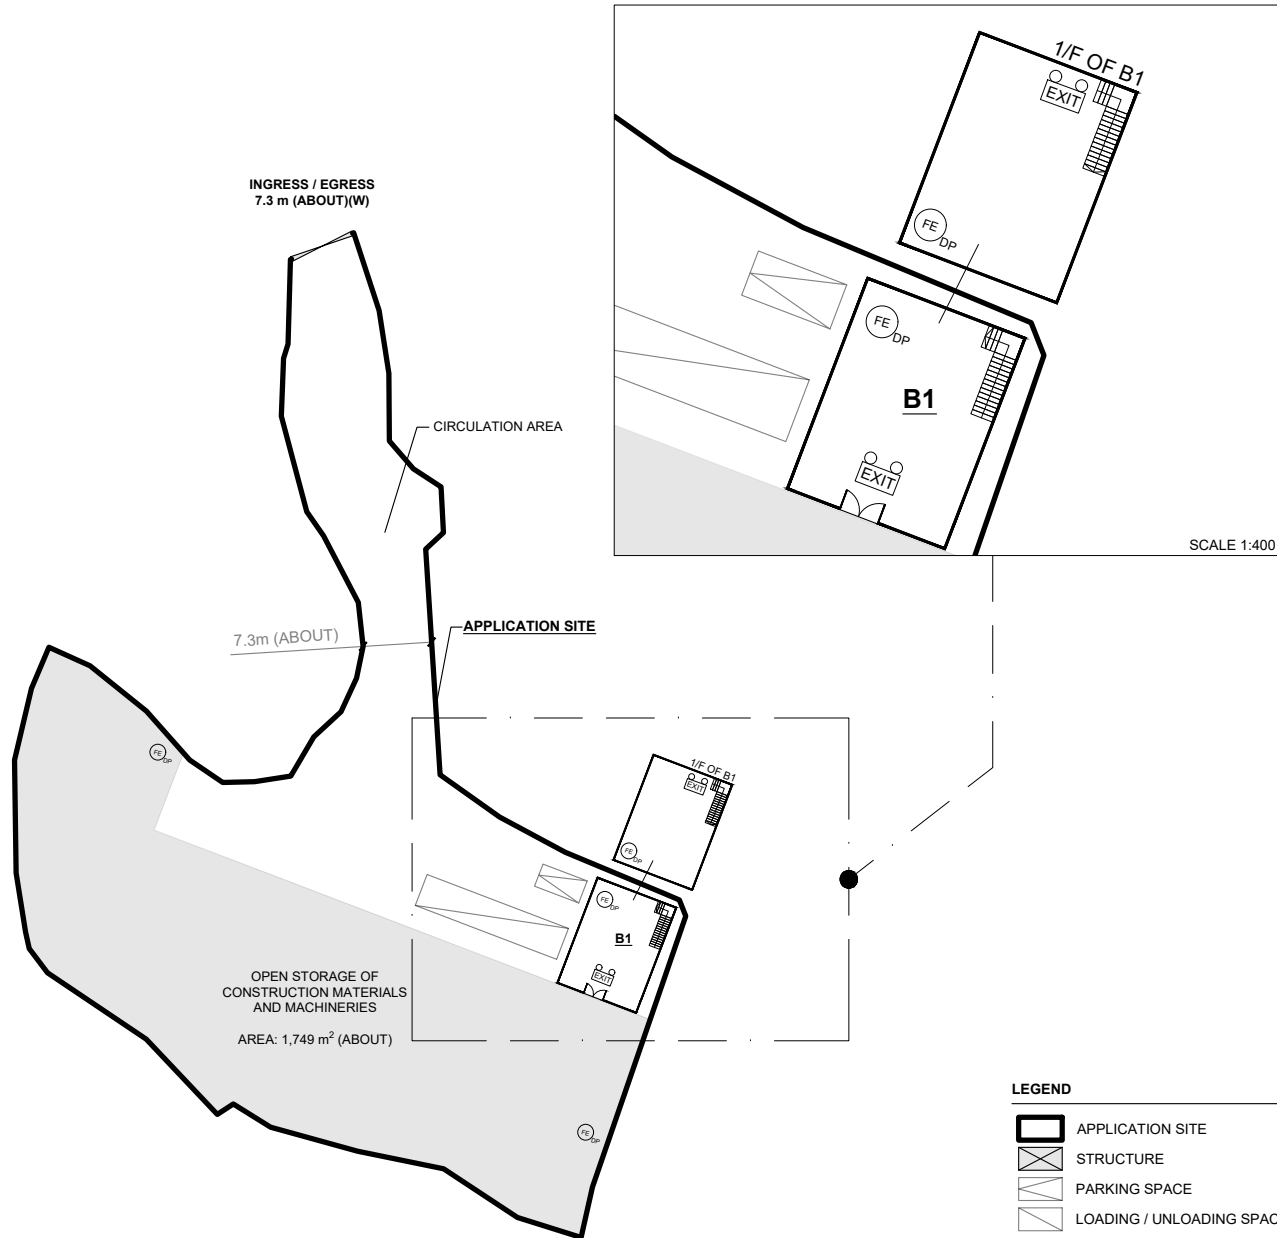 1/F OF B1
EXIT
FE
DP
FE
DP
B1
EXIT
SCALE 1:400
INGRESS / EGRESS
7.3 m (ABOUT)(W)
CIRCULATION AREA
7.3m (ABOUT)
APPLICATION SITE
FE
DP
1/F OF B1
EXIT
FE
DP
FE
DP
B1
EXIT
OPEN STORAGE OF
CONSTRUCTION MATERIALS
AND MACHINERIES
AREA: 1,749 m² (ABOUT)
FE
DP
LEGEND
APPLICATION SITE
STRUCTURE
PARKING SPACE
LOADING / UNLOADING SPAC